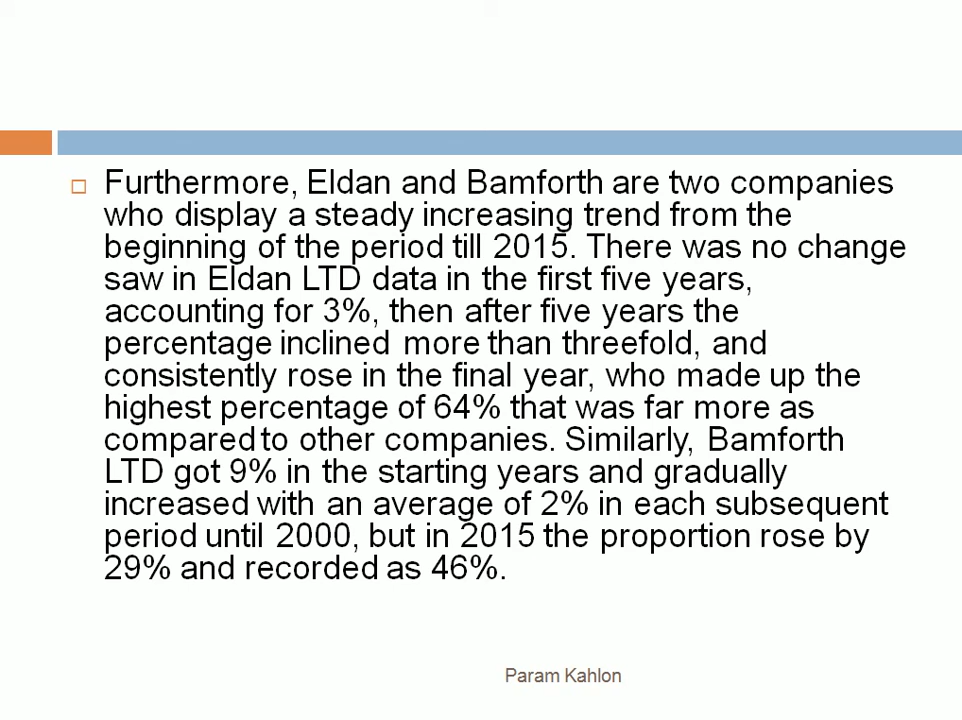 Furthermore, Eldan and Bamforth are two companies
who display a steady increasing trend from the
beginning of the period till 2015. There was no change
saw in Eldan LTD data in the first five years,
accounting for 3%, then after five years the
percentage inclined more than threefold, and
consistently rose in the final year, who made up the
highest percentage of 64% that was far more as
compared to other companies. Similarly, Bamforth
LTD got 9% in the starting years and gradually
increased with an average of 2% in each subsequent
period until 2000, but in 2015 the proportion rose by
29% and recorded as 46%.
Param Kahlon